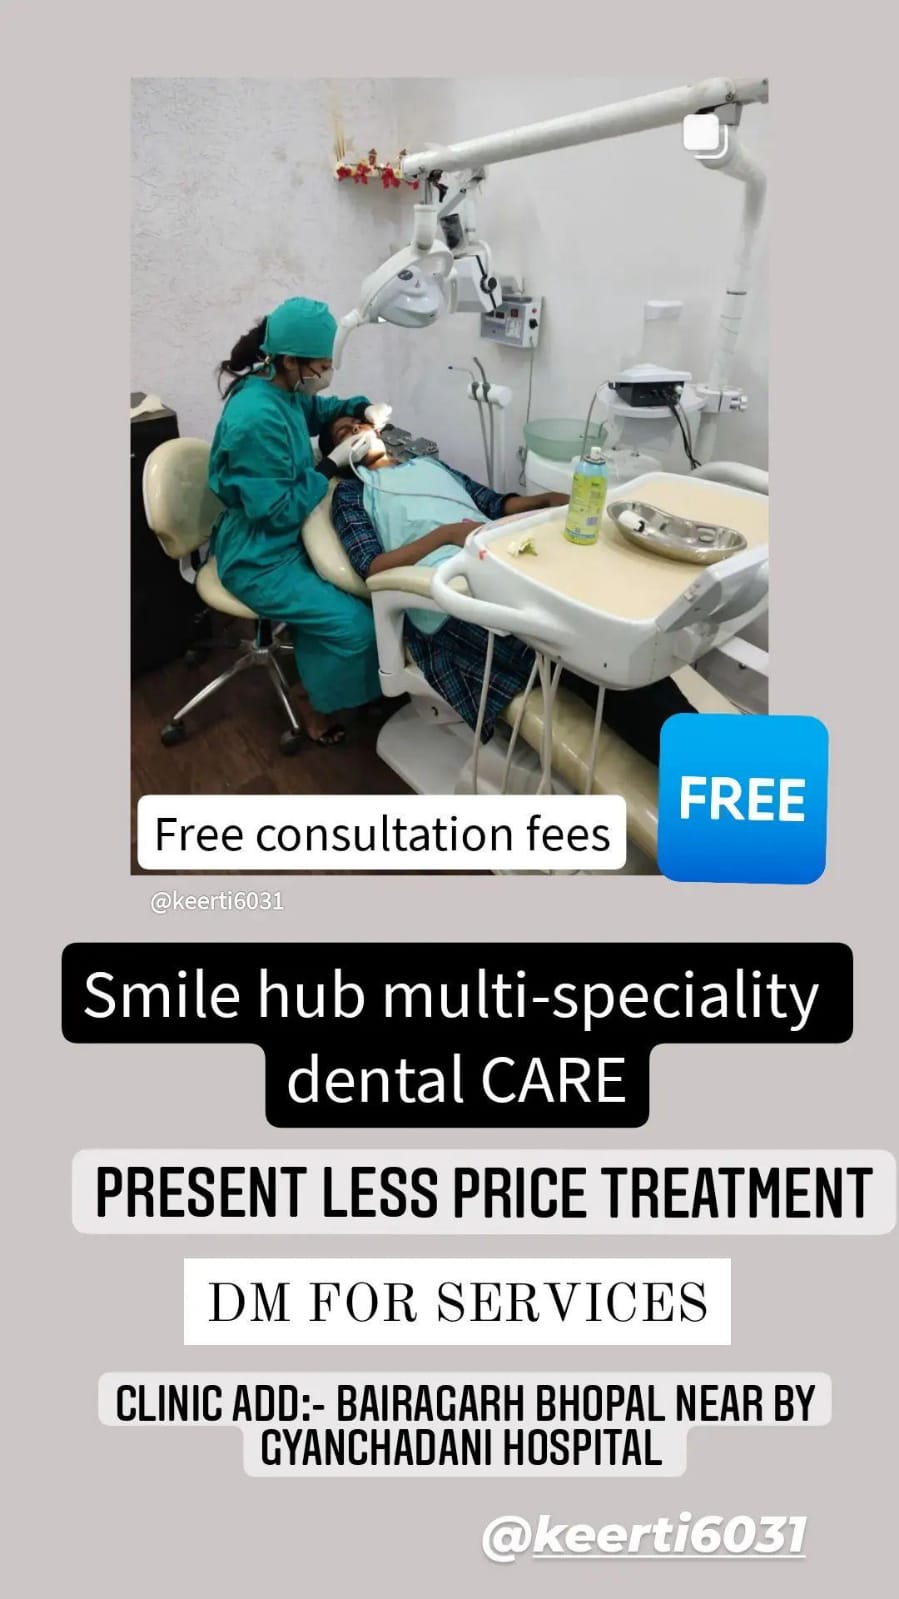 Free consultation fees
FREE
@keerti6031
Smile hub multi-speciality
dental CARE
PRESENT LESS PRICE TREATMENT
DM FOR SERVICES
CLINIC ADD:- BAIRAGARH BHOPAL NEAR BY
GYANCHADANI HOSPITAL
@keerti6031